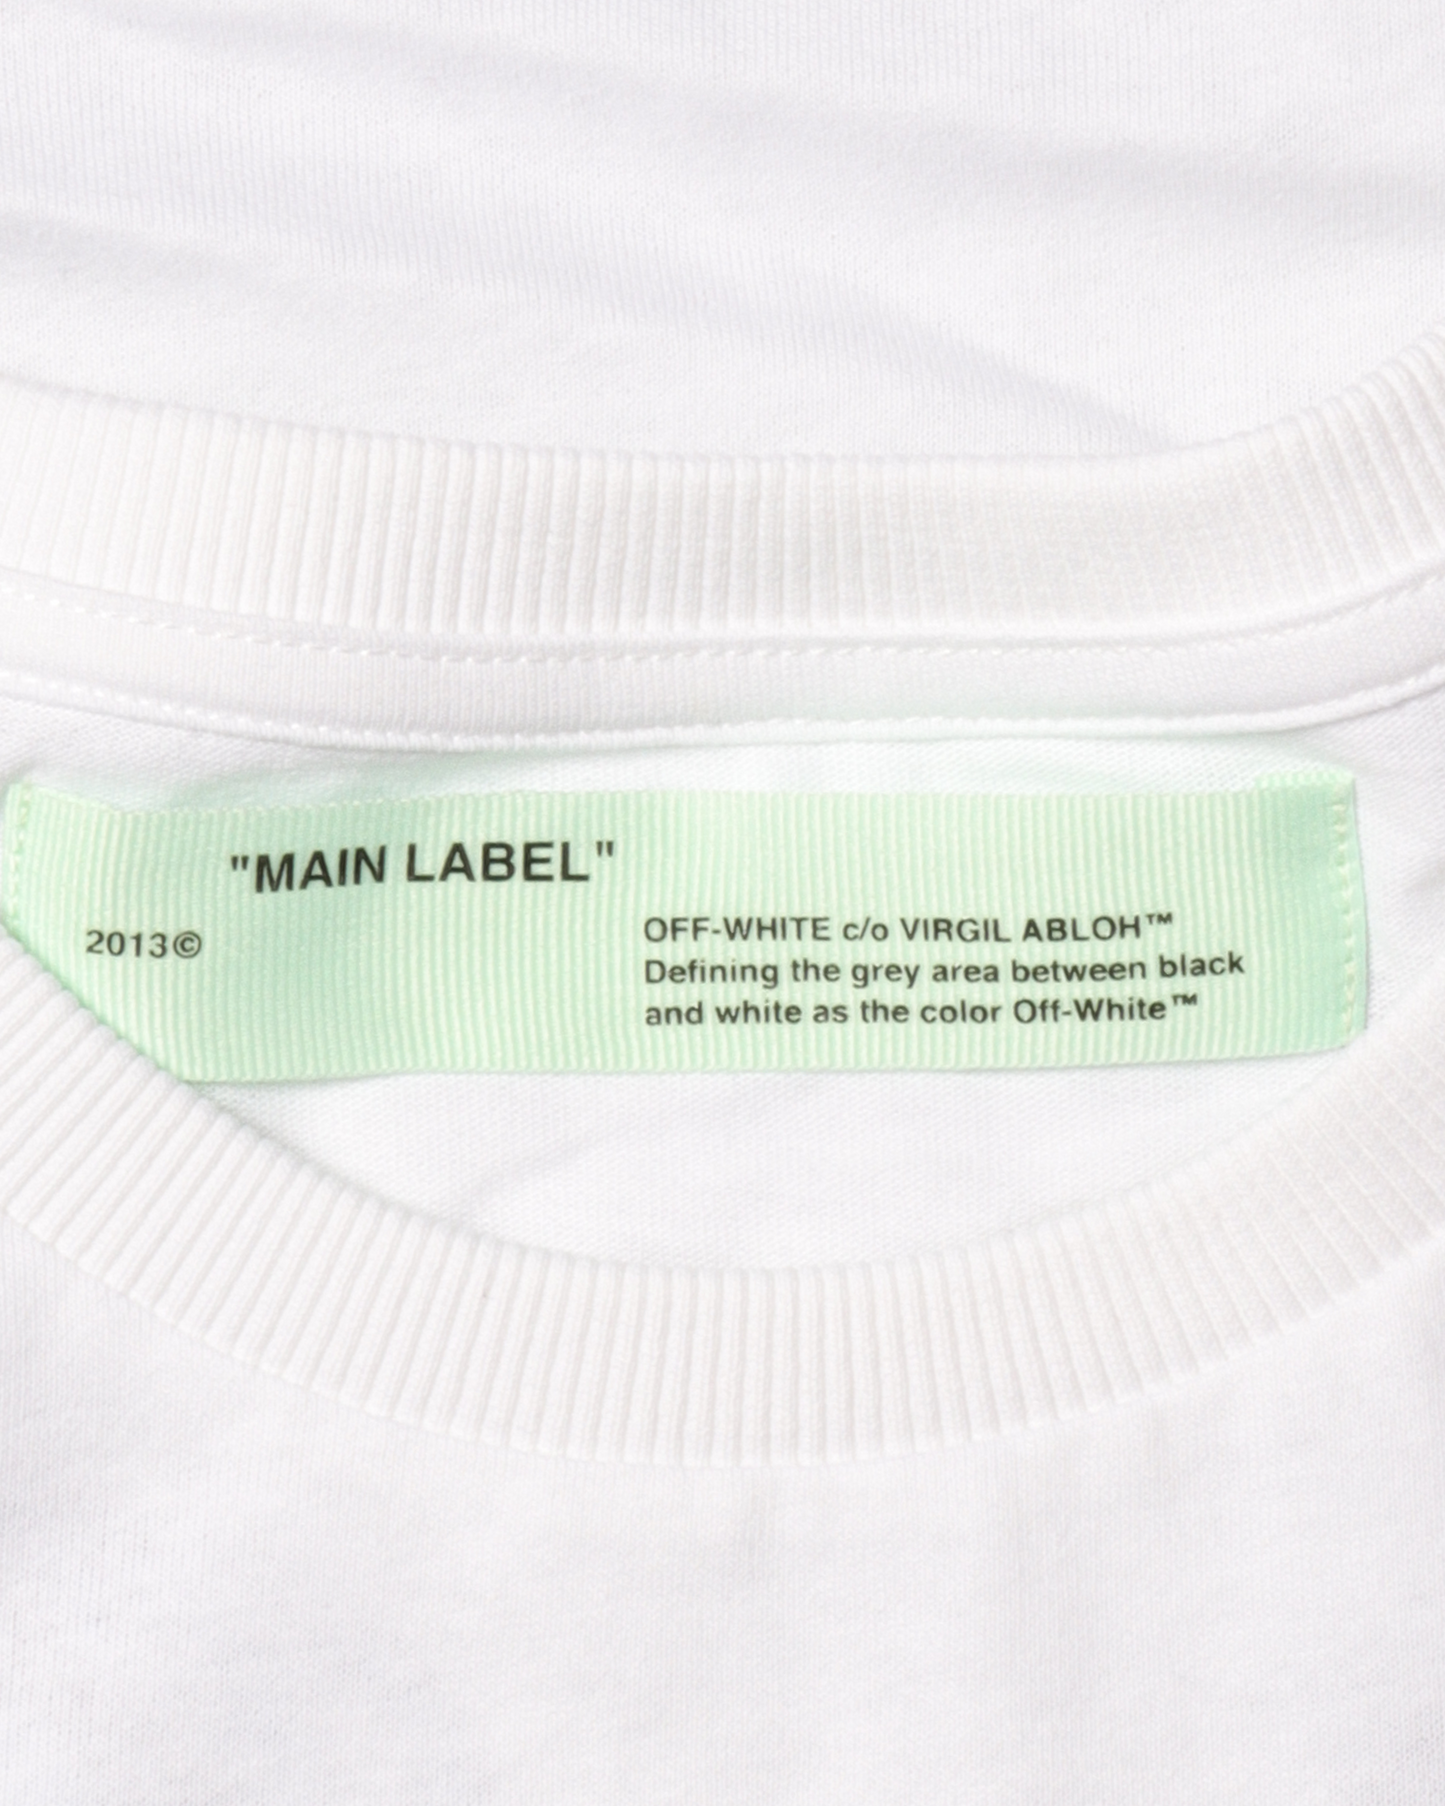 "MAIN LABEL"
2013©
OFF-WHITE c/o VIRGIL ABLOH™
Defining the grey area between black
and white as the color Off-White™